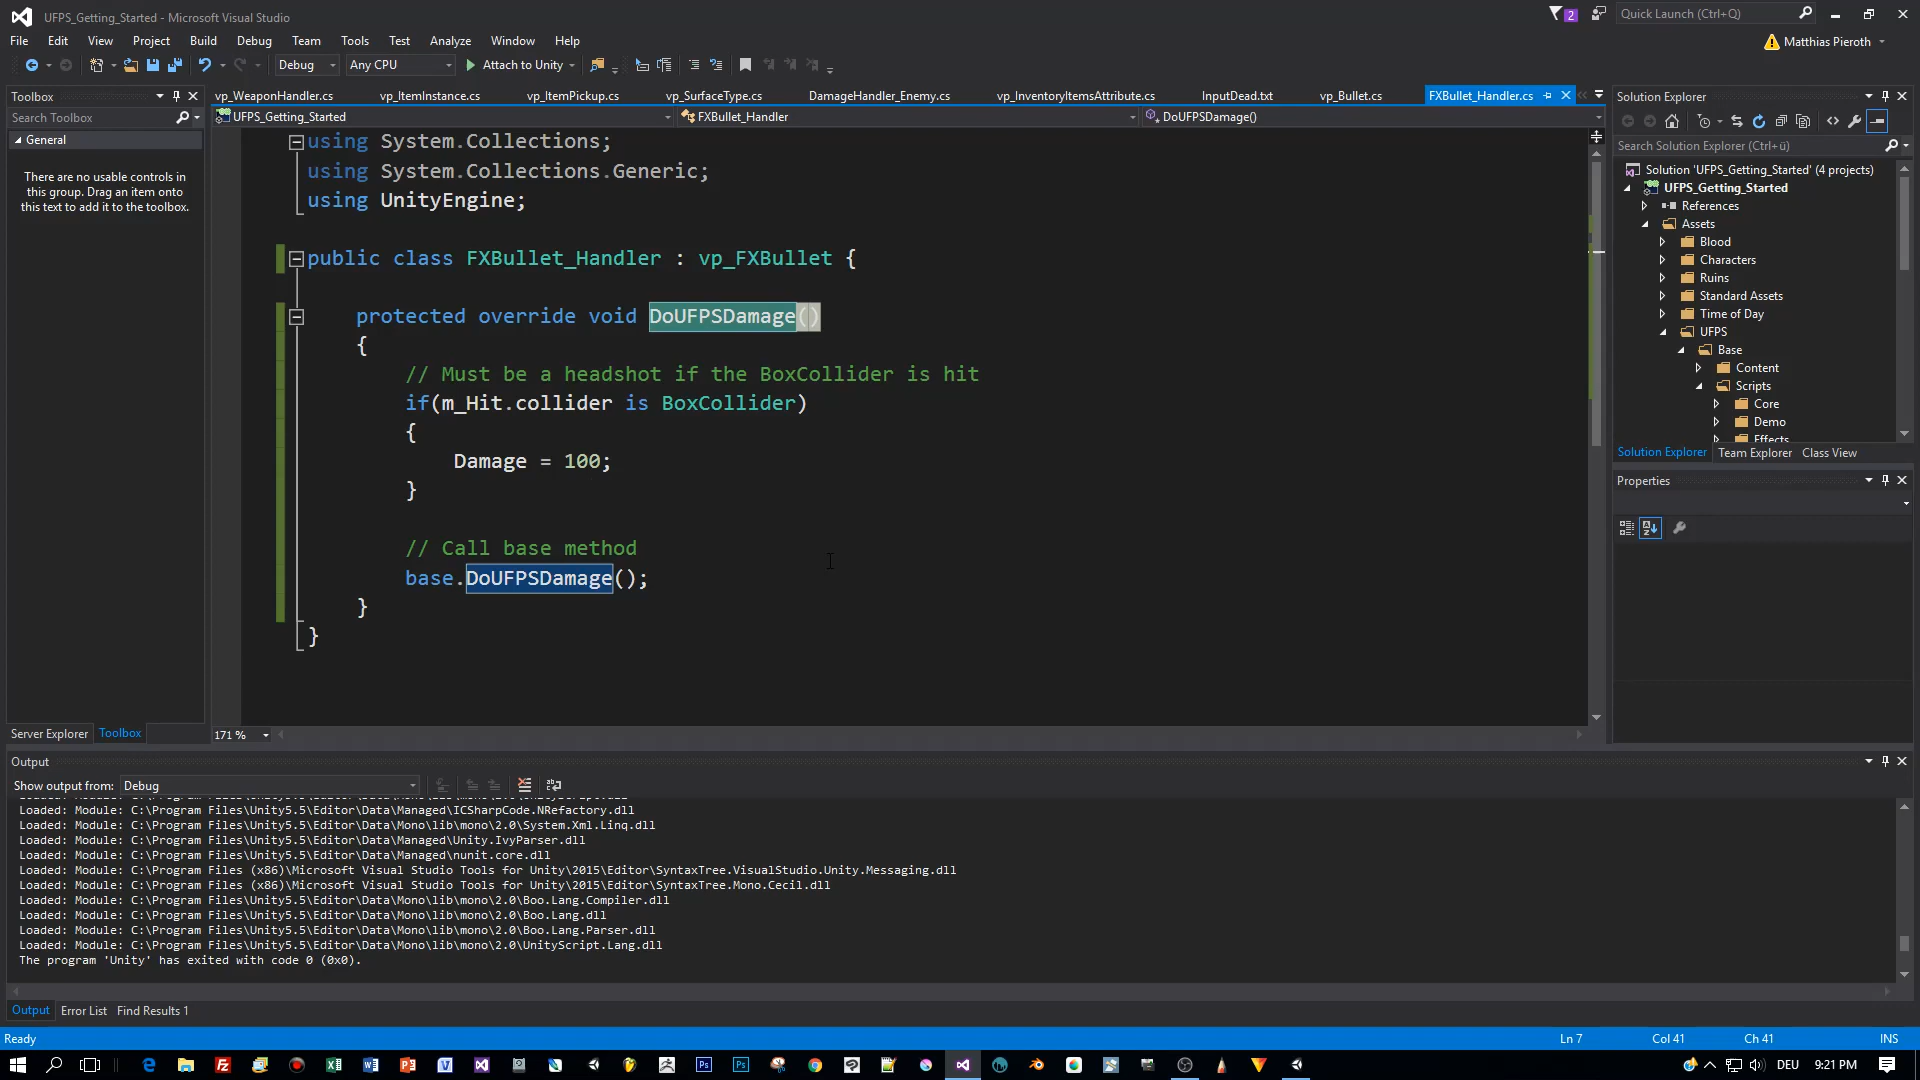 UFPS_Getting_Started - Microsoft Visual Studio
2
Quick Launch (Ctrl+Q)
File Edit View Project Build Debug Team Tools Test Analyze Window Help
Matthias Pieroth
Debug Any CPU Attach to Unity
Toolbox
Search Toolbox
General
There are no usable controls in
this group. Drag an item onto
this text to add it to the toolbox.
Server Explorer Toolbox
vp_WeaponHandler.cs vp_ItemInstance.cs vp_ItemPickup.cs vp_SurfaceType.cs DamageHandler_Enemy.cs vp_InventoryItemsAttribute.cs InputDead.txt vp_Bullet.cs FXBullet_Handler.cs
UFPS_Getting_Started FXBullet_Handler DoUFPSDamage()
using System.Collections;
using System.Collections.Generic;
using UnityEngine;
public class FXBullet_Handler : vp_FXBullet {
protected override void DoUFPSDamage()
{
// Must be a headshot if the BoxCollider is hit
if(m_Hit.collider is BoxCollider)
{
Damage = 100;
}
// Call base method
base.DoUFPSDamage();
}
}
171 %
Solution Explorer
Search Solution Explorer (Ctrl+ü)
Solution 'UFPS_Getting_Started' (4 projects)
UFPS_Getting_Started
References
Assets
Blood
Characters
Ruins
Standard Assets
Time of Day
UFPS
Base
Content
Scripts
Core
Demo
Effects
Solution Explorer Team Explorer Class View
Properties
Output
Show output from: Debug
Loaded: Module: C:\Program Files\Unity5.5\Editor\Data\Managed\ICSharpCode.NRefactory.dll
Loaded: Module: C:\Program Files\Unity5.5\Editor\Data\Mono\lib\mono\2.0\System.Xml.Linq.dll
Loaded: Module: C:\Program Files\Unity5.5\Editor\Data\Managed\Unity.IvyParser.dll
Loaded: Module: C:\Program Files\Unity5.5\Editor\Data\Managed\nunit.core.dll
Loaded: Module: C:\Program Files (x86)\Microsoft Visual Studio Tools for Unity\2015\Editor\SyntaxTree.VisualStudio.Unity.Messaging.dll
Loaded: Module: C:\Program Files (x86)\Microsoft Visual Studio Tools for Unity\2015\Editor\SyntaxTree.Mono.Cecil.dll
Loaded: Module: C:\Program Files\Unity5.5\Editor\Data\Mono\lib\mono\2.0\Boo.Lang.Compiler.dll
Loaded: Module: C:\Program Files\Unity5.5\Editor\Data\Mono\lib\mono\2.0\Boo.Lang.dll
Loaded: Module: C:\Program Files\Unity5.5\Editor\Data\Mono\lib\mono\2.0\Boo.Lang.Parser.dll
Loaded: Module: C:\Program Files\Unity5.5\Editor\Data\Mono\lib\mono\2.0\UnityScript.Lang.dll
The program 'Unity' has exited with code 0 (0x0).
Output Error List Find Results 1
Ready Ln 7 Col 41 Ch 41 INS
DEU 9:21 PM